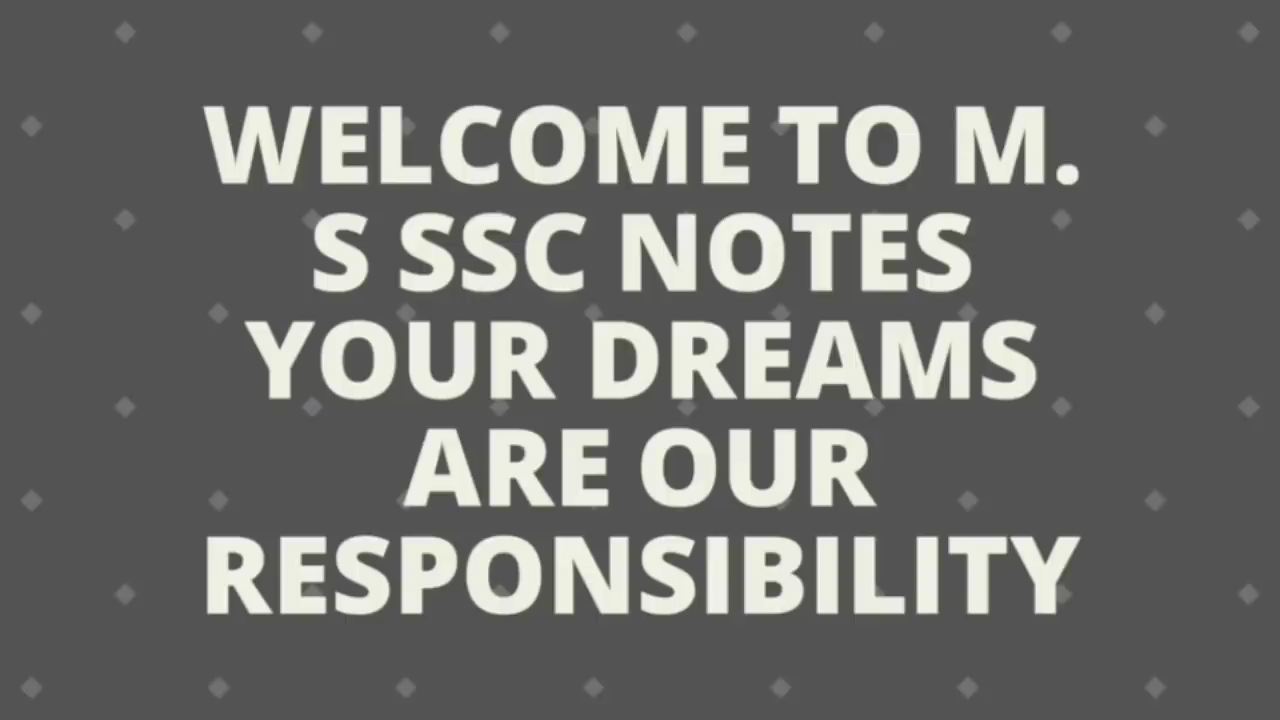 WELCOME TO M.
S SSC NOTES
YOUR DREAMS
ARE OUR
RESPONSIBILITY